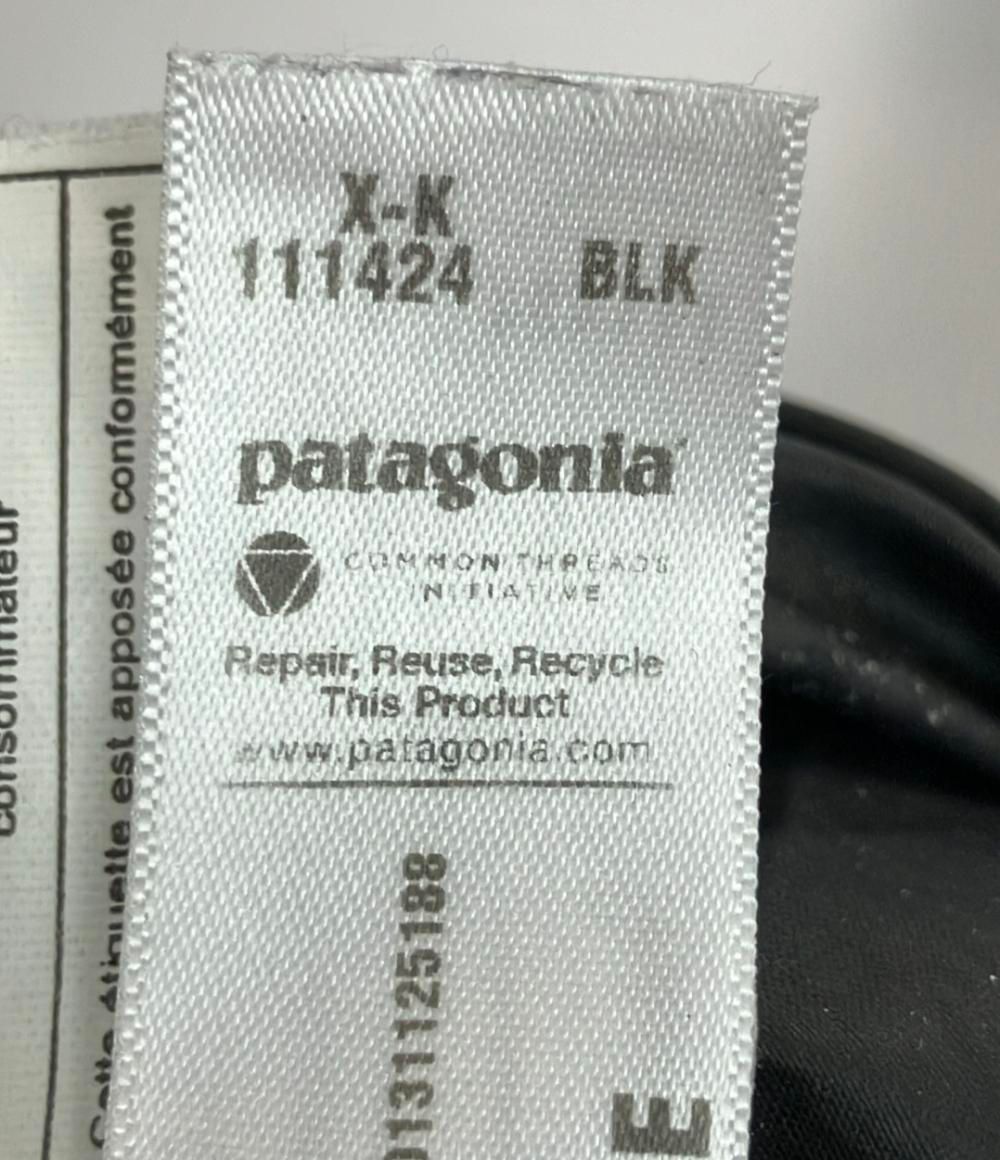 X-K
111424 BLK
patagonia
COMMON THREADS
INITIATIVE
Repair, Reuse, Recycle
This Product
www.patagonia.com
0131125188
E
Cette étiquette est apposée conformément
consommateur